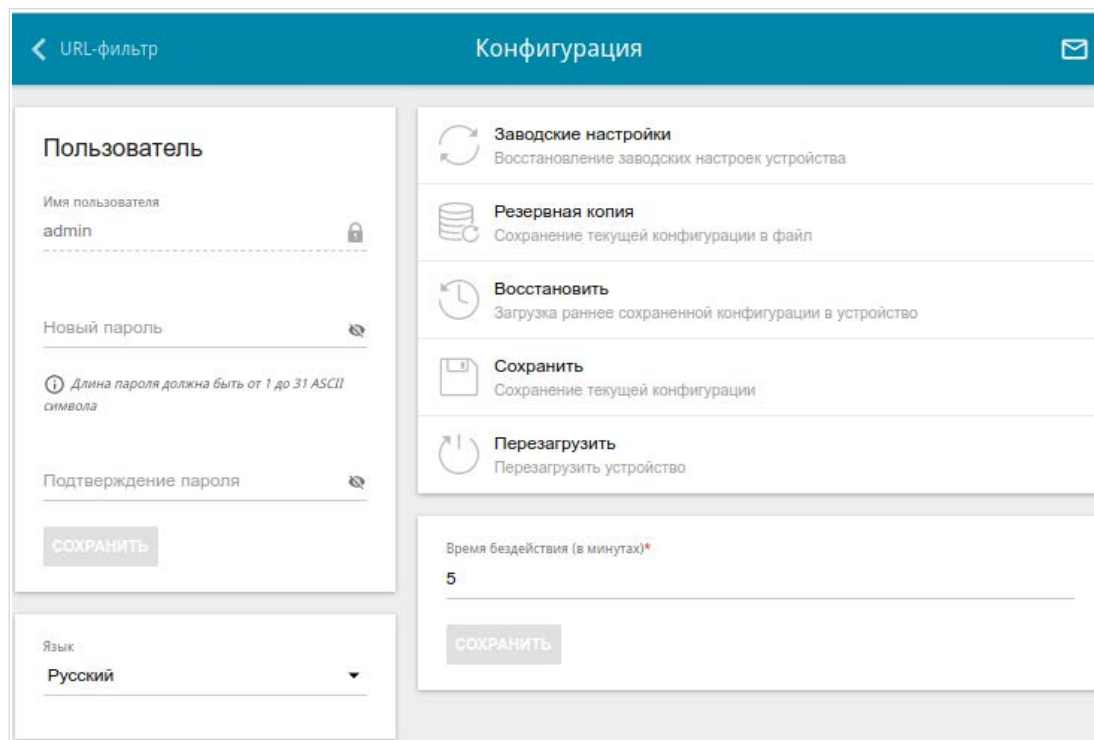 URL-фильтр
Конфигурация
Пользователь
Имя пользователя
admin
Новый пароль
Длина пароля должна быть от 1 до 31 ASCII
символа
Подтверждение пароля
СОХРАНИТЬ
Язык
Русский
Заводские настройки
Восстановление заводских настроек устройства
Резервная копия
Сохранение текущей конфигурации в файл
Восстановить
Загрузка раннее сохраненной конфигурации в устройство
Сохранить
Сохранение текущей конфигурации
Перезагрузить
Перезагрузить устройство
Время бездействия (в минутах)*
5
СОХРАНИТЬ